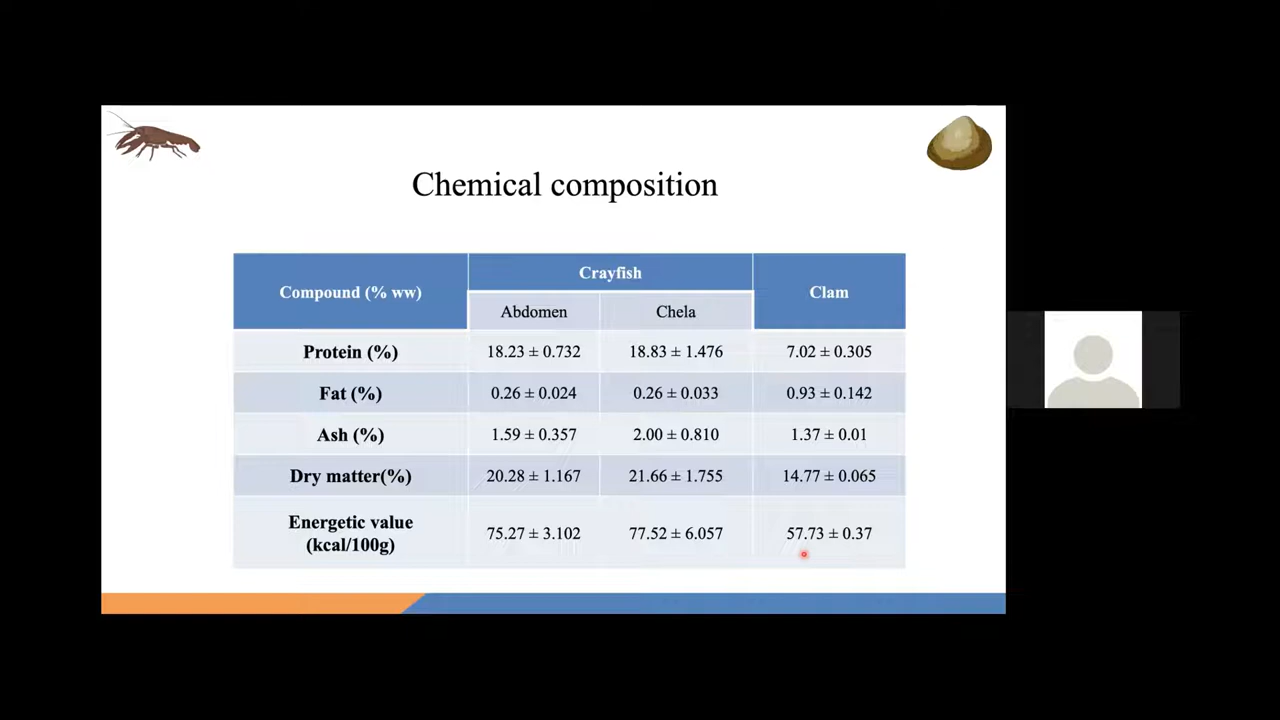 Chemical composition
Compound (% ww)
Crayfish
Clam
Abdomen
Chela
Protein (%) 18.23 ± 0.732 18.83 ± 1.476 7.02 ± 0.305
Fat (%) 0.26 ± 0.024 0.26 ± 0.033 0.93 ± 0.142
Ash (%) 1.59 ± 0.357 2.00 ± 0.810 1.37 ± 0.01
Dry matter(%) 20.28 ± 1.167 21.66 ± 1.755 14.77 ± 0.065
Energetic value
(kcal/100g) 75.27 ± 3.102 77.52 ± 6.057 57.73 ± 0.37